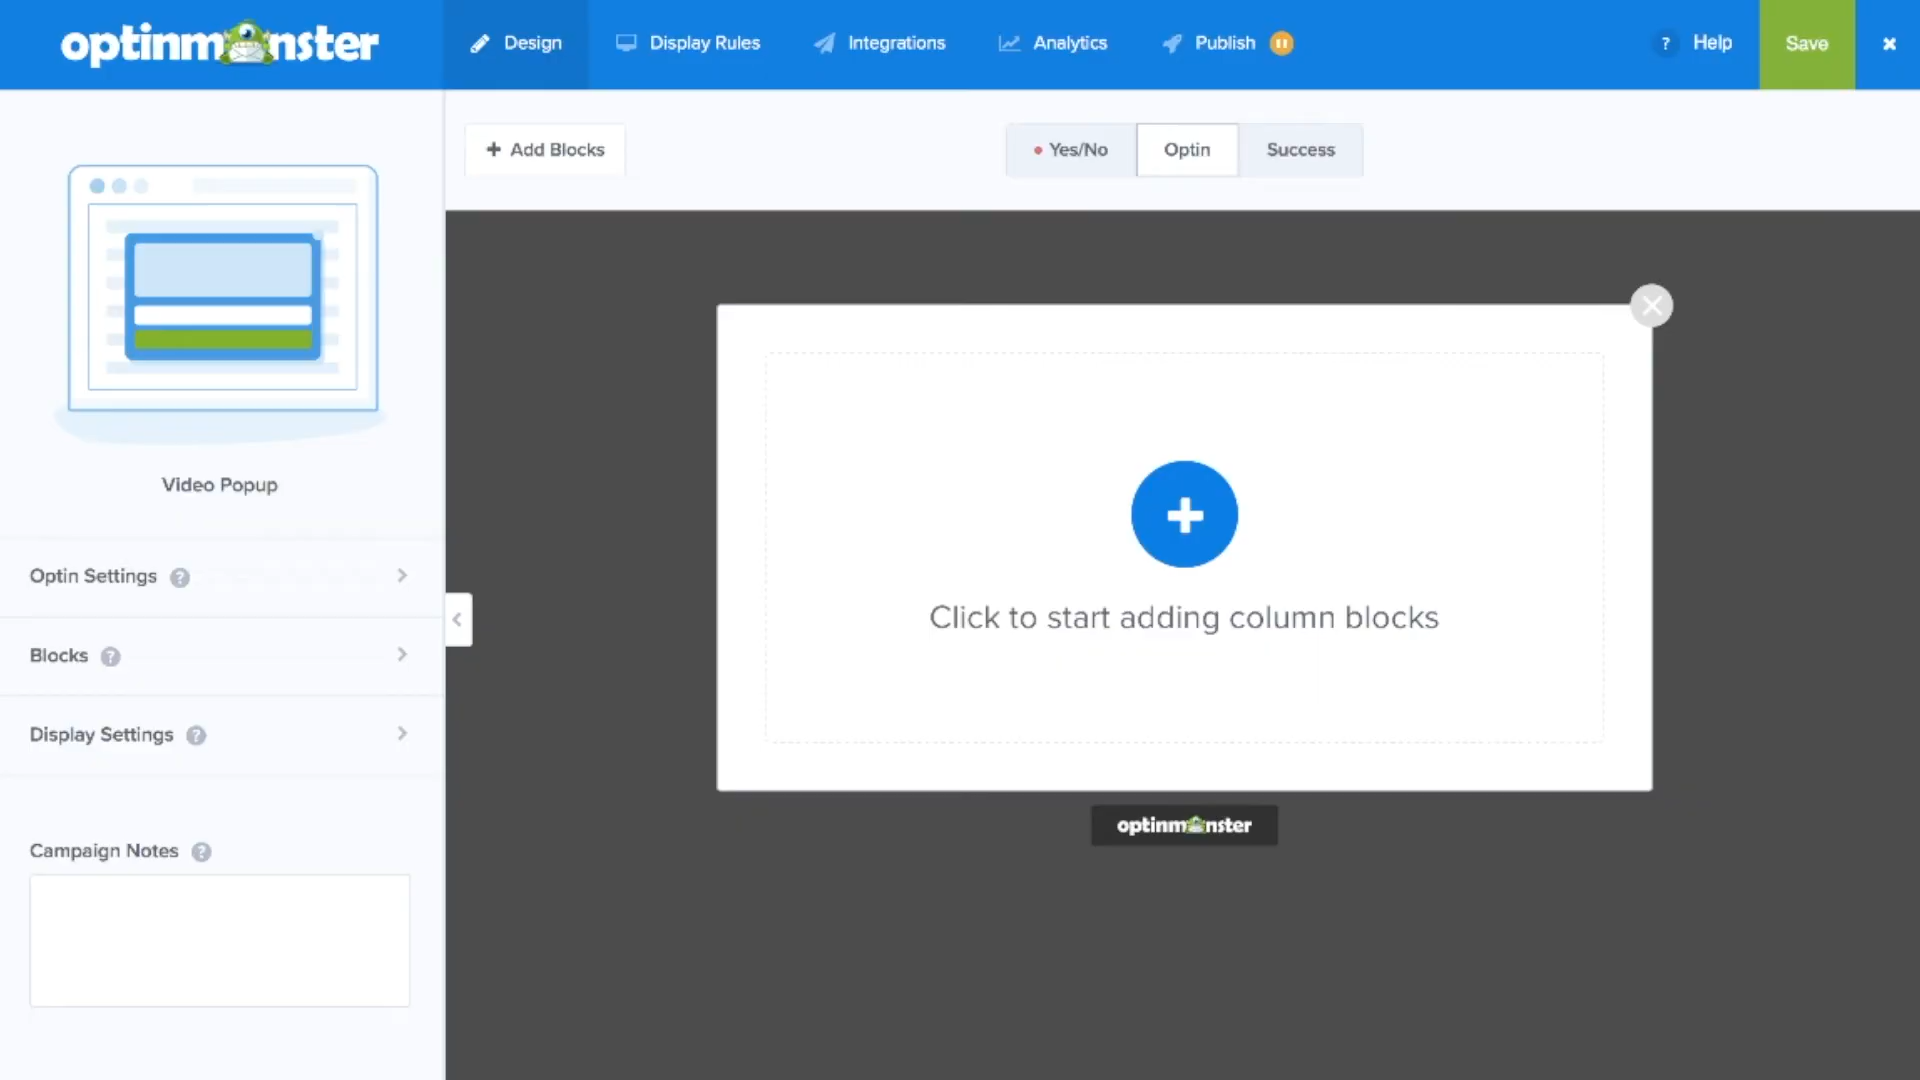 optinmonster
Design
Display Rules
Integrations
Analytics
Publish
? Help
Save
+ Add Blocks
Yes/No
Optin
Success
Video Popup
Optin Settings ?
Blocks ?
Display Settings ?
Click to start adding column blocks
optinmonster
Campaign Notes ?